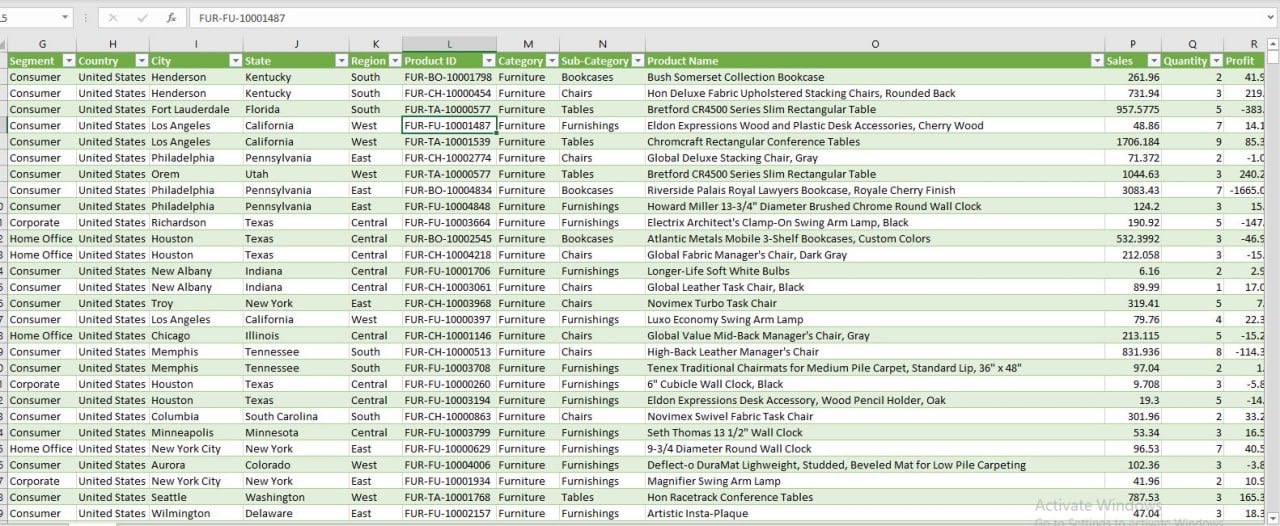 L5 FUR-FU-10001487
G H I J K L M N O P Q R
Segment Country City State Region Product ID Category Sub-Category Product Name Sales Quantity Profit
Consumer United States Henderson Kentucky South FUR-BO-10001798 Furniture Bookcases Bush Somerset Collection Bookcase 261.96 2 41.9
Consumer United States Henderson Kentucky South FUR-CH-10000454 Furniture Chairs Hon Deluxe Fabric Upholstered Stacking Chairs, Rounded Back 731.94 3 219.
Consumer United States Fort Lauderdale Florida South FUR-TA-10000577 Furniture Tables Bretford CR4500 Series Slim Rectangular Table 957.5775 5 -383.
Consumer United States Los Angeles California West FUR-FU-10001487 Furniture Furnishings Eldon Expressions Wood and Plastic Desk Accessories, Cherry Wood 48.86 7 14.1
Consumer United States Los Angeles California West FUR-TA-10001539 Furniture Tables Chromcraft Rectangular Conference Tables 1706.184 9 85.3
Consumer United States Philadelphia Pennsylvania East FUR-CH-10002774 Furniture Chairs Global Deluxe Stacking Chair, Gray 71.372 2 -1.0
Consumer United States Orem Utah West FUR-TA-10000577 Furniture Tables Bretford CR4500 Series Slim Rectangular Table 1044.63 3 240.2
Consumer United States Philadelphia Pennsylvania East FUR-BO-10004834 Furniture Bookcases Riverside Palais Royal Lawyers Bookcase, Royale Cherry Finish 3083.43 7 -1665.0
Consumer United States Philadelphia Pennsylvania East FUR-FU-10004848 Furniture Furnishings Howard Miller 13-3/4" Diameter Brushed Chrome Round Wall Clock 124.2 3 15.
Corporate United States Richardson Texas Central FUR-FU-10003664 Furniture Furnishings Electrix Architect's Clamp-On Swing Arm Lamp, Black 190.92 5 -147.
Home Office United States Houston Texas Central FUR-BO-10002545 Furniture Bookcases Atlantic Metals Mobile 3-Shelf Bookcases, Custom Colors 532.3992 3 -46.9
Home Office United States Houston Texas Central FUR-CH-10004218 Furniture Chairs Global Fabric Manager's Chair, Dark Gray 212.058 3 -15.
Consumer United States New Albany Indiana Central FUR-FU-10001706 Furniture Furnishings Longer-Life Soft White Bulbs 6.16 2 2.9
Consumer United States New Albany Indiana Central FUR-CH-10003061 Furniture Chairs Global Leather Task Chair, Black 89.99 1 17.0
Consumer United States Troy New York East FUR-CH-10003968 Furniture Chairs Novimex Turbo Task Chair 319.41 5 7.
Consumer United States Los Angeles California West FUR-FU-10000397 Furniture Furnishings Luxo Economy Swing Arm Lamp 79.76 4 22.3
Home Office United States Chicago Illinois Central FUR-CH-10001146 Furniture Chairs Global Value Mid-Back Manager's Chair, Gray 213.115 5 -15.2
Consumer United States Memphis Tennessee South FUR-CH-10000513 Furniture Chairs High-Back Leather Manager's Chair 831.936 8 -114.3
Consumer United States Memphis Tennessee South FUR-FU-10003708 Furniture Furnishings Tenex Traditional Chairmats for Medium Pile Carpet, Standard Lip, 36" x 48" 97.04 2 1.
Corporate United States Houston Texas Central FUR-FU-10000260 Furniture Furnishings 6" Cubicle Wall Clock, Black 9.708 3 -5.8
Consumer United States Houston Texas Central FUR-FU-10003194 Furniture Furnishings Eldon Expressions Desk Accessory, Wood Pencil Holder, Oak 19.3 5 -14.
Consumer United States Columbia South Carolina South FUR-CH-10000863 Furniture Chairs Novimex Swivel Fabric Task Chair 301.96 2 33.2
Consumer United States Minneapolis Minnesota Central FUR-FU-10003799 Furniture Furnishings Seth Thomas 13 1/2" Wall Clock 53.34 3 16.5
Home Office United States New York City New York East FUR-FU-10000629 Furniture Furnishings 9-3/4 Diameter Round Wall Clock 96.53 7 40.5
Consumer United States Aurora Colorado West FUR-FU-10004006 Furniture Furnishings Deflect-o DuraMat Lighweight, Studded, Beveled Mat for Low Pile Carpeting 102.36 3 -3.8
Corporate United States New York City New York East FUR-FU-10001934 Furniture Furnishings Magnifier Swing Arm Lamp 41.96 2 10.9
Consumer United States Seattle Washington West FUR-TA-10001768 Furniture Tables Hon Racetrack Conference Tables 787.53 3 165.3
Consumer United States Wilmington Delaware East FUR-FU-10002157 Furniture Furnishings Artistic Insta-Plaque 47.04 3 18.3
Activate Windows